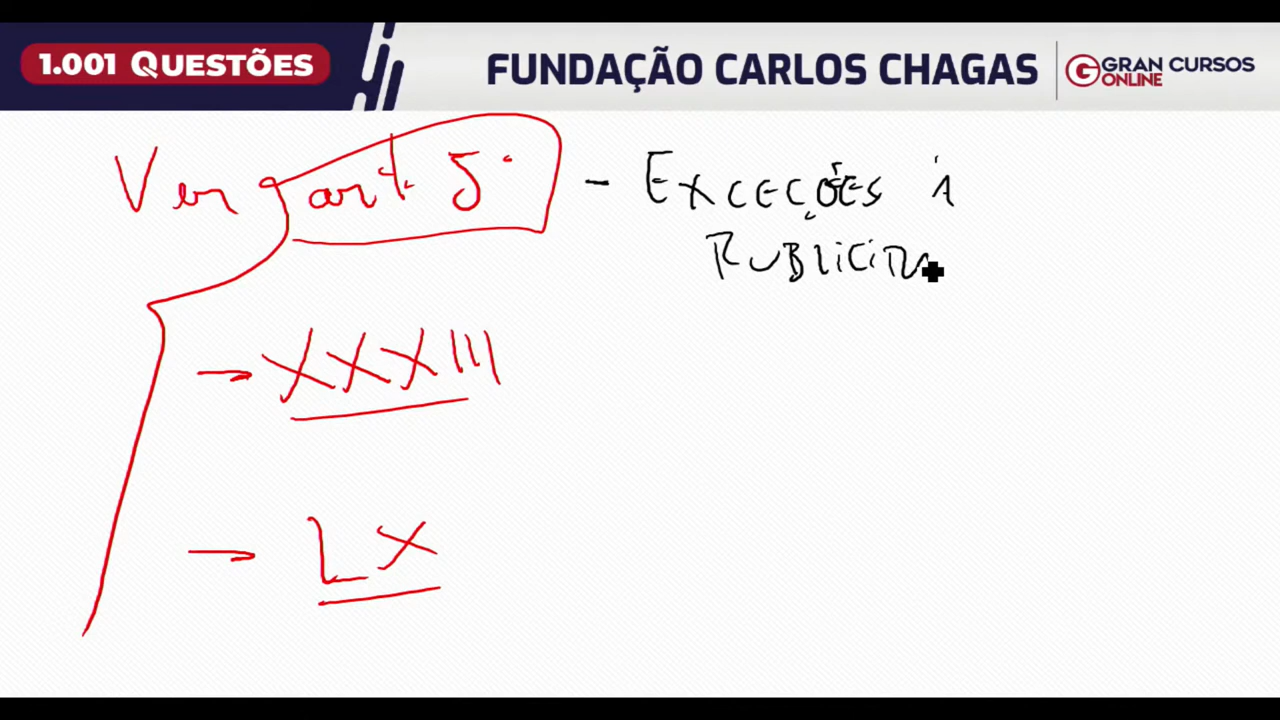 1.001 QUESTÕES
FUNDAÇÃO CARLOS CHAGAS
GRAN CURSOS
ONLINE
Ver art. 5º - EXCEÇÕES À
PUBLICIDA
→ XXXIII
→ LX